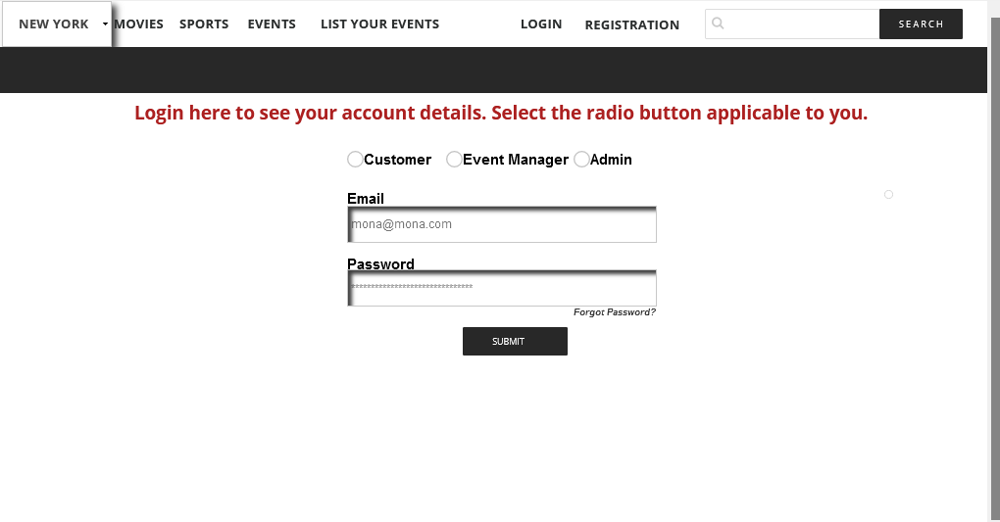 NEW YORK MOVIES SPORTS EVENTS LIST YOUR EVENTS LOGIN REGISTRATION SEARCH
Login here to see your account details. Select the radio button applicable to you.
Customer Event Manager Admin
Email
mona@mona.com
Password
*******************************
Forgot Password?
SUBMIT